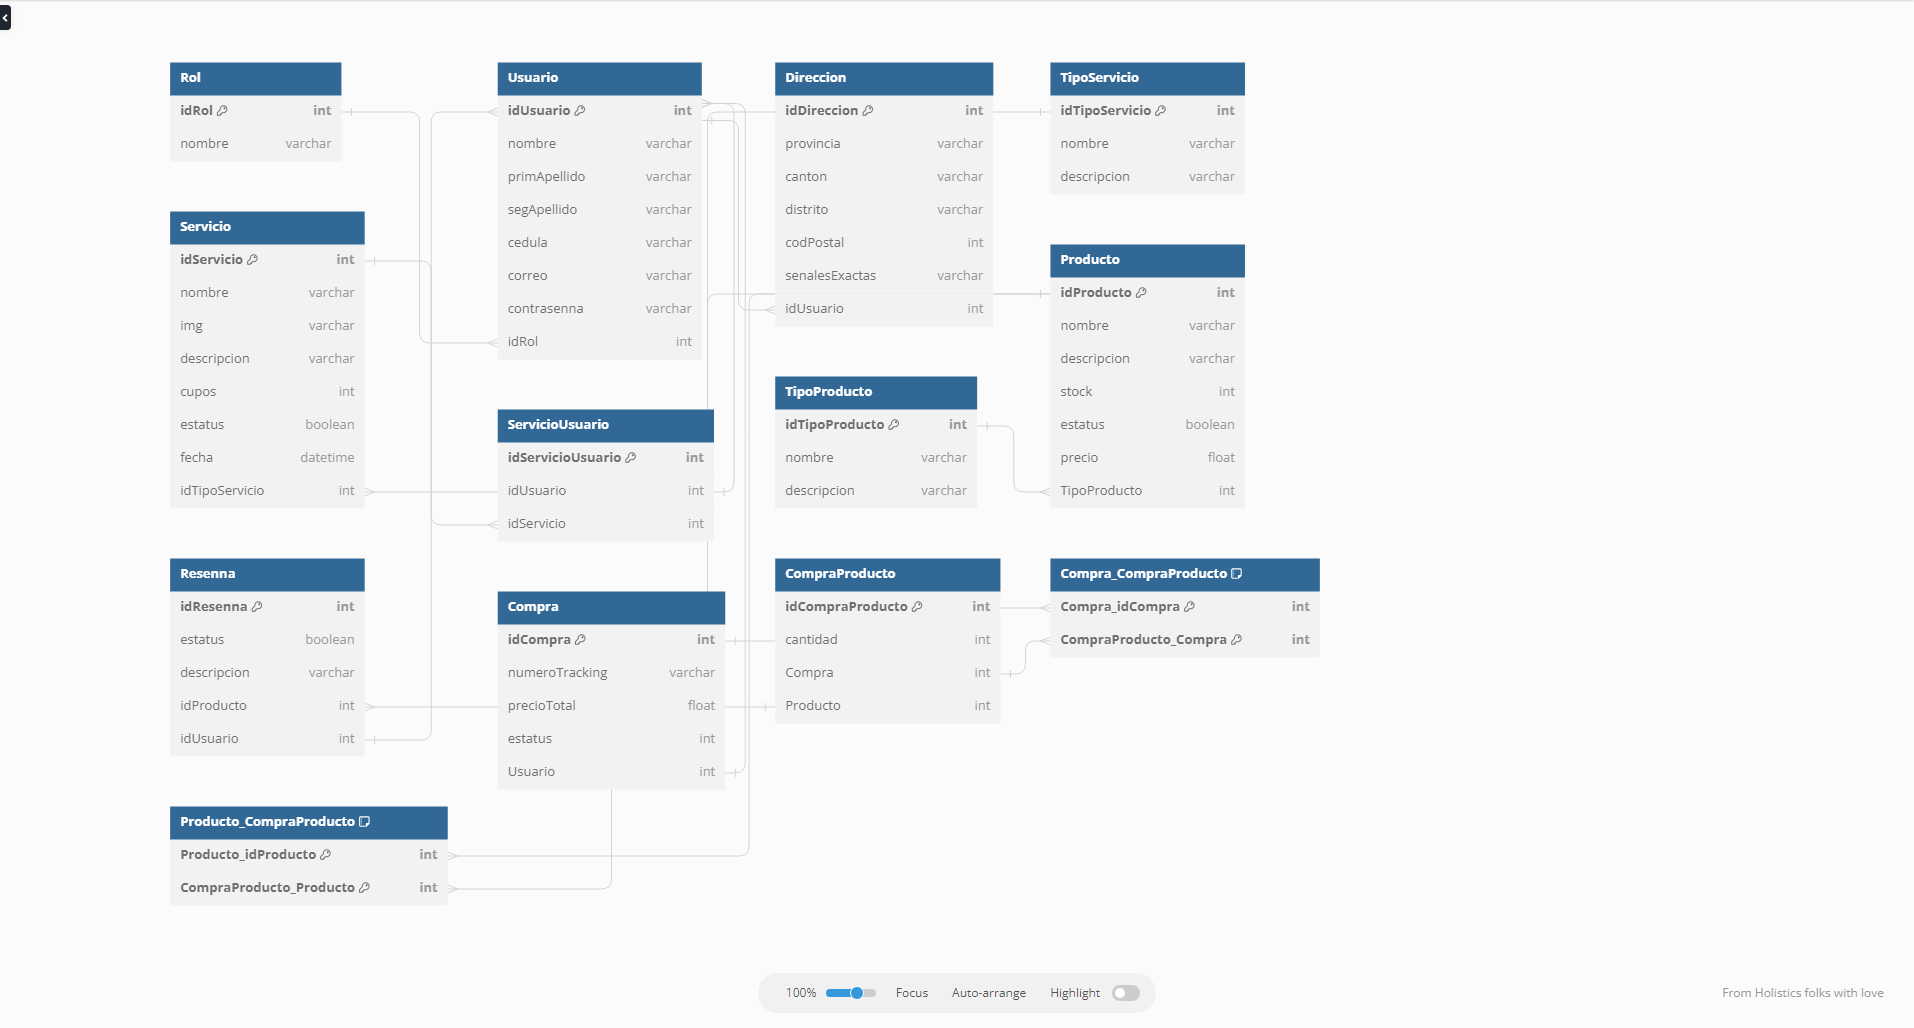 Rol
idRol int
nombre varchar
Servicio
idServicio int
nombre varchar
img varchar
descripcion varchar
cupos int
estatus boolean
fecha datetime
idTipoServicio int
Resenna
idResenna int
estatus boolean
descripcion varchar
idProducto int
idUsuario int
Producto_CompraProducto
Producto_idProducto int
CompraProducto_Producto int
Usuario
idUsuario int
nombre varchar
primApellido varchar
segApellido varchar
cedula varchar
correo varchar
contrasenna varchar
idRol int
ServicioUsuario
idServicioUsuario int
idUsuario int
idServicio int
Compra
idCompra int
numeroTracking varchar
precioTotal float
estatus int
Usuario int
Direccion
idDireccion int
provincia varchar
canton varchar
distrito varchar
codPostal int
senalesExactas varchar
idUsuario int
TipoProducto
idTipoProducto int
nombre varchar
descripcion varchar
CompraProducto
idCompraProducto int
cantidad int
Compra int
Producto int
TipoServicio
idTipoServicio int
nombre varchar
descripcion varchar
Producto
idProducto int
nombre varchar
descripcion varchar
stock int
estatus boolean
precio float
TipoProducto int
Compra_CompraProducto
Compra_idCompra int
CompraProducto_Compra int
100% Focus Auto-arrange Highlight
From Holistics folks with love